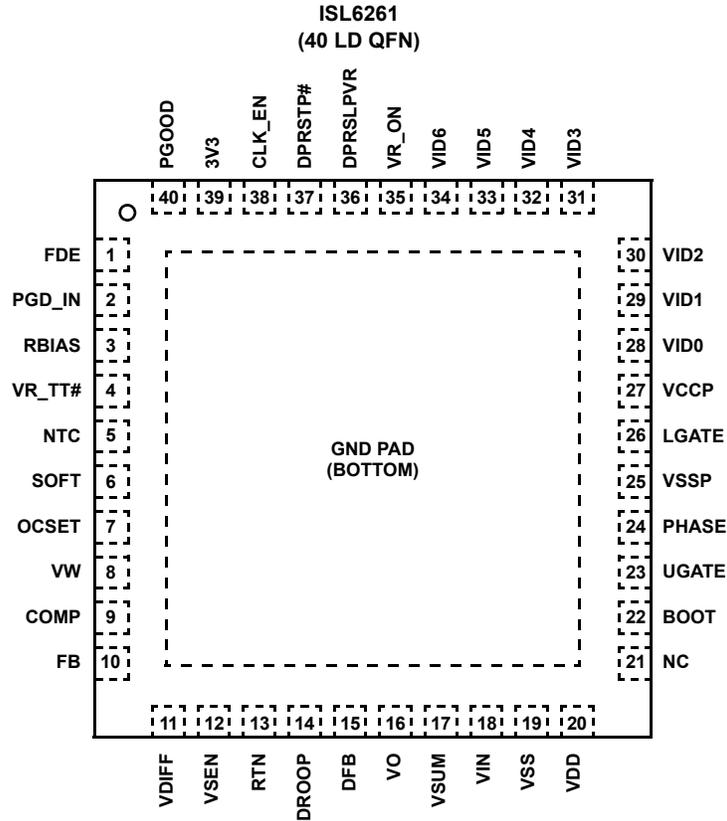 ISL6261
(40 LD QFN)
PGOOD
3V3
CLK_EN
DPRSTP#
DPRSLPVR
VR_ON
VID6
VID5
VID4
VID3
40 39 38 37 36 35 34 33 32 31
FDE 1
PGD_IN 2
RBIAS 3
VR_TT# 4
NTC 5
SOFT 6
OCSET 7
VW 8
COMP 9
FB 10
GND PAD
(BOTTOM)
30 VID2
29 VID1
28 VID0
27 VCCP
26 LGATE
25 VSSP
24 PHASE
23 UGATE
22 BOOT
21 NC
11 12 13 14 15 16 17 18 19 20
VDIFF
VSEN
RTN
DROOP
DFB
VO
VSUM
VIN
VSS
VDD